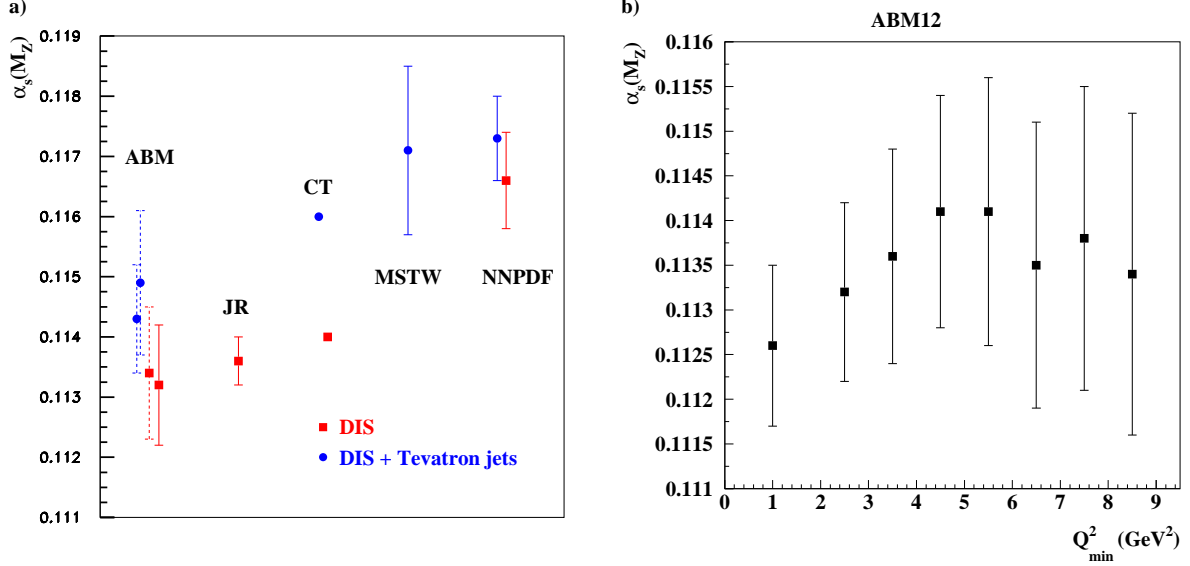 a)
α_s(M_Z)
0.119
0.118
0.117
0.116
0.115
0.114
0.113
0.112
0.111
ABM
JR
CT
MSTW
NNPDF
DIS
DIS + Tevatron jets
b)
ABM12
α_s(M_Z)
0.116
0.1155
0.115
0.1145
0.114
0.1135
0.113
0.1125
0.112
0.1115
0.111
0 1 2 3 4 5 6 7 8 9
Q²_min (GeV²)